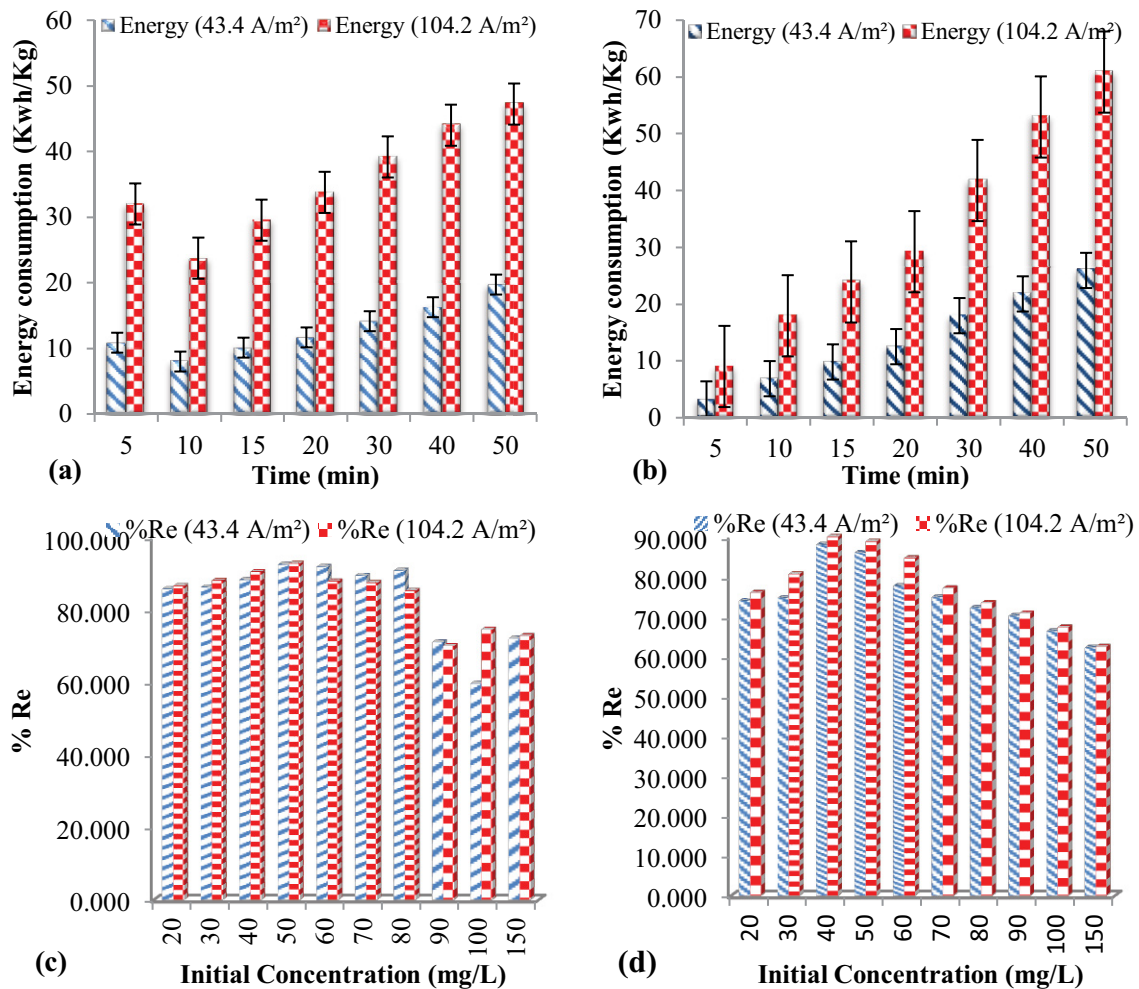 Energy (43.4 A/m²) Energy (104.2 A/m²)
Energy consumption (Kwh/Kg)
60
50
40
30
20
10
0
5 10 15 20 30 40 50
Time (min)
(a)
Energy (43.4 A/m²) Energy (104.2 A/m²)
Energy consumption (Kwh/Kg)
70
60
50
40
30
20
10
0
5 10 15 20 30 40 50
Time (min)
(b)
%Re (43.4 A/m²) %Re (104.2 A/m²)
% Re
100.000
80.000
60.000
40.000
20.000
0.000
20 30 40 50 60 70 80 90 100 150
Initial Concentration (mg/L)
(c)
%Re (43.4 A/m²) %Re (104.2 A/m²)
% Re
90.000
80.000
70.000
60.000
50.000
40.000
30.000
20.000
10.000
0.000
20 30 40 50 60 70 80 90 100 150
Initial Concentration (mg/L)
(d)